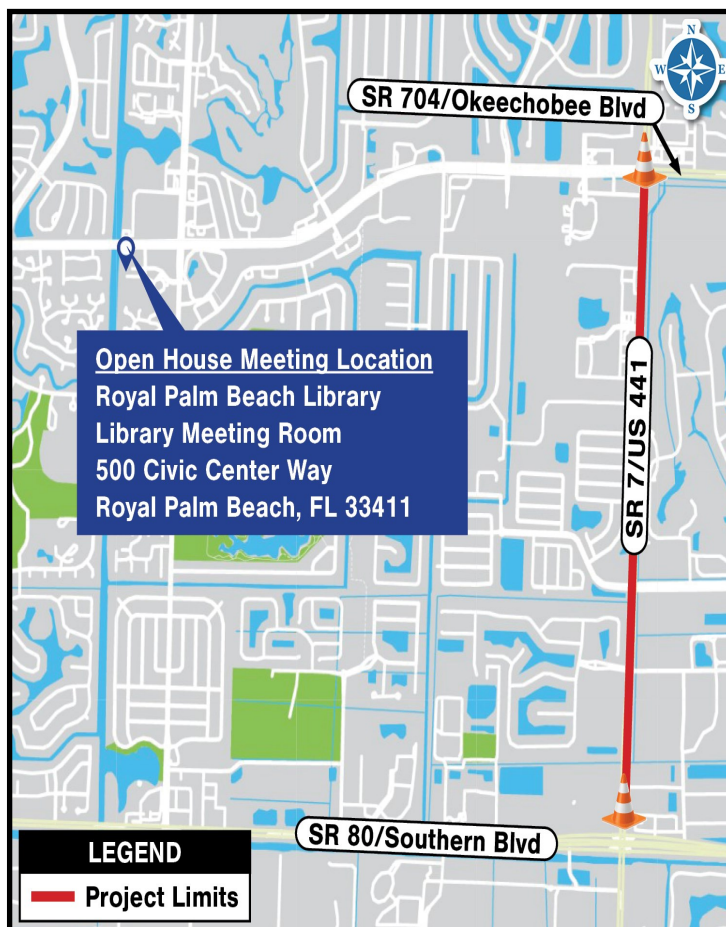 N
W E
S
SR 704/Okeechobee Blvd
Open House Meeting Location
Royal Palm Beach Library
Library Meeting Room
500 Civic Center Way
Royal Palm Beach, FL 33411
SR 7/US 441
SR 80/Southern Blvd
LEGEND
Project Limits